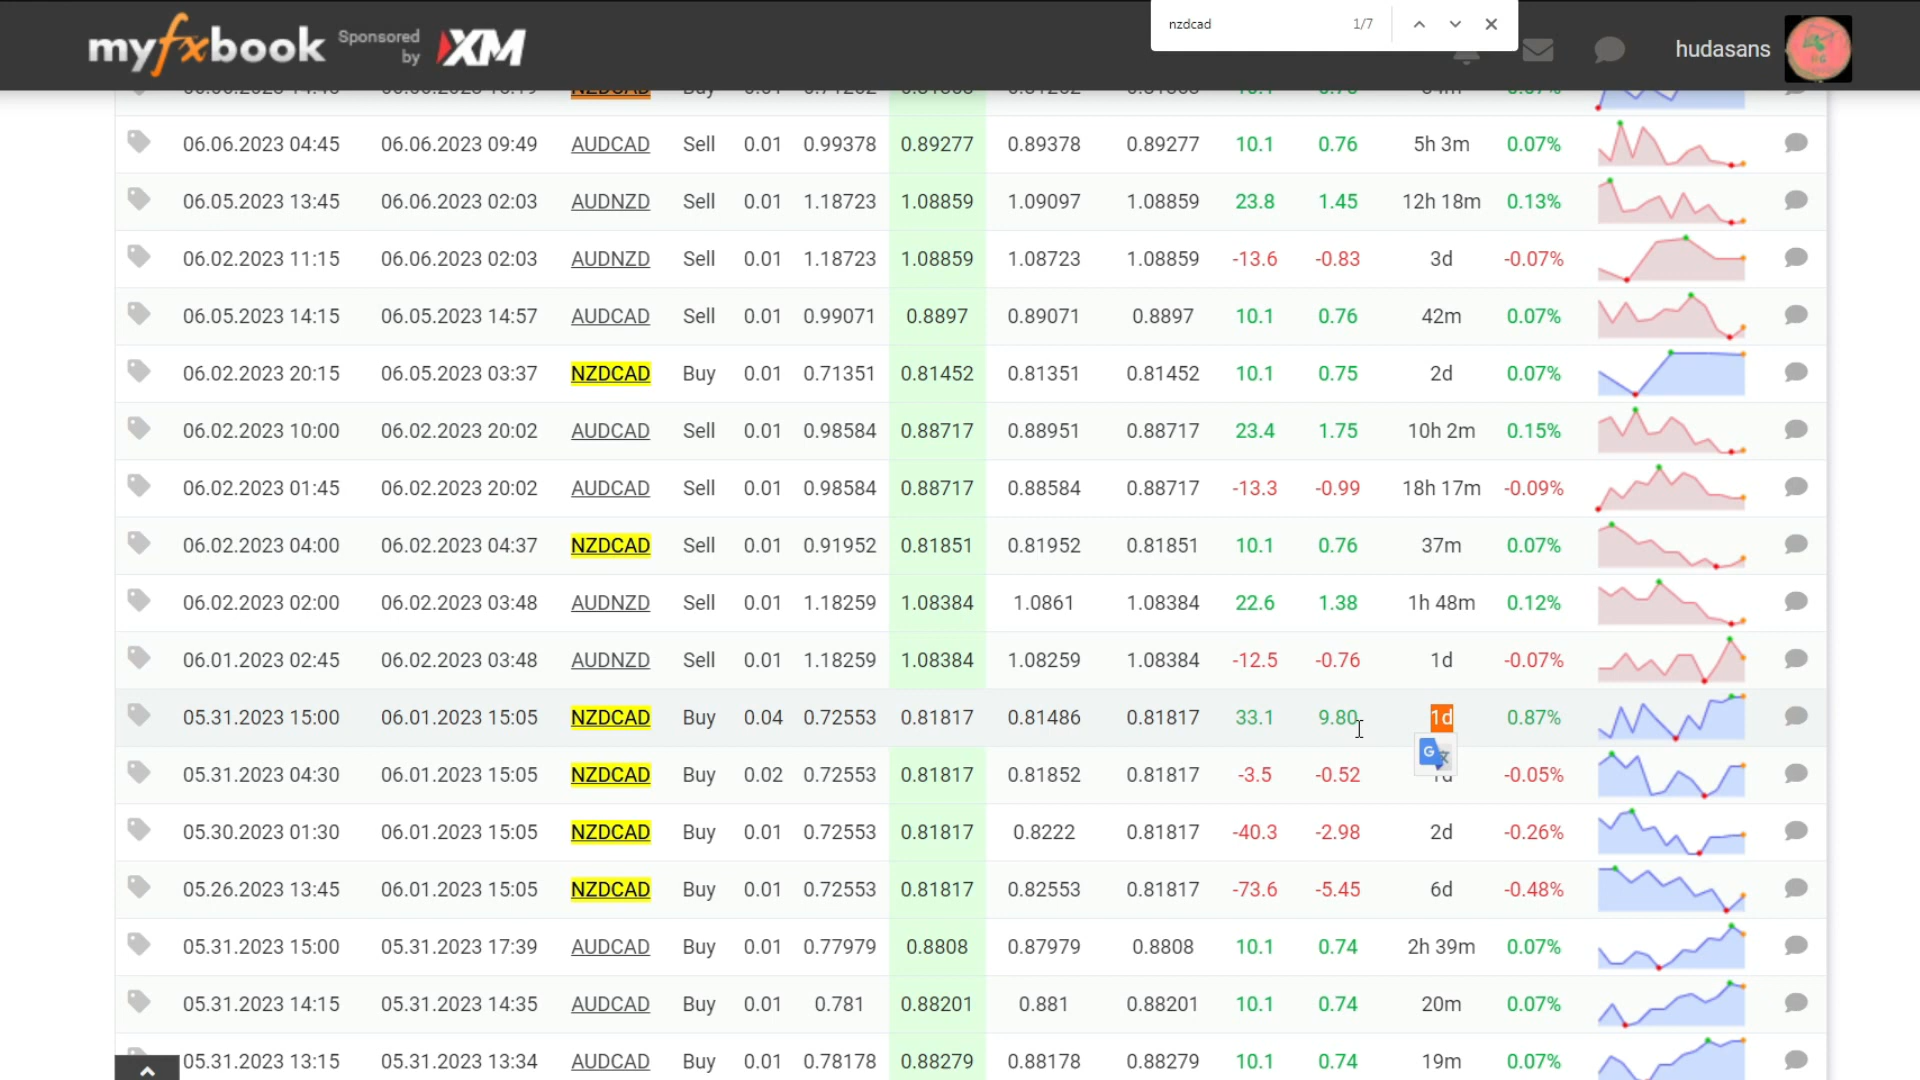 nzdcad 1/7
myfxbook Sponsored by XM hudasans
06.06.2023 04:45 06.06.2023 09:49 AUDCAD Sell 0.01 0.99378 0.89277 0.89378 0.89277 10.1 0.76 5h 3m 0.07%
06.05.2023 13:45 06.06.2023 02:03 AUDNZD Sell 0.01 1.18723 1.08859 1.09097 1.08859 23.8 1.45 12h 18m 0.13%
06.02.2023 11:15 06.06.2023 02:03 AUDNZD Sell 0.01 1.18723 1.08859 1.08723 1.08859 -13.6 -0.83 3d -0.07%
06.05.2023 14:15 06.05.2023 14:57 AUDCAD Sell 0.01 0.99071 0.8897 0.89071 0.8897 10.1 0.76 42m 0.07%
06.02.2023 20:15 06.05.2023 03:37 NZDCAD Buy 0.01 0.71351 0.81452 0.81351 0.81452 10.1 0.75 2d 0.07%
06.02.2023 10:00 06.02.2023 20:02 AUDCAD Sell 0.01 0.98584 0.88717 0.88951 0.88717 23.4 1.75 10h 2m 0.15%
06.02.2023 01:45 06.02.2023 20:02 AUDCAD Sell 0.01 0.98584 0.88717 0.88584 0.88717 -13.3 -0.99 18h 17m -0.09%
06.02.2023 04:00 06.02.2023 04:37 NZDCAD Sell 0.01 0.91952 0.81851 0.81952 0.81851 10.1 0.76 37m 0.07%
06.02.2023 02:00 06.02.2023 03:48 AUDNZD Sell 0.01 1.18259 1.08384 1.0861 1.08384 22.6 1.38 1h 48m 0.12%
06.01.2023 02:45 06.02.2023 03:48 AUDNZD Sell 0.01 1.18259 1.08384 1.08259 1.08384 -12.5 -0.76 1d -0.07%
05.31.2023 15:00 06.01.2023 15:05 NZDCAD Buy 0.04 0.72553 0.81817 0.81486 0.81817 33.1 9.80 1d 0.87%
05.31.2023 04:30 06.01.2023 15:05 NZDCAD Buy 0.02 0.72553 0.81817 0.81852 0.81817 -3.5 -0.52 -0.05%
05.30.2023 01:30 06.01.2023 15:05 NZDCAD Buy 0.01 0.72553 0.81817 0.8222 0.81817 -40.3 -2.98 2d -0.26%
05.26.2023 13:45 06.01.2023 15:05 NZDCAD Buy 0.01 0.72553 0.81817 0.82553 0.81817 -73.6 -5.45 6d -0.48%
05.31.2023 15:00 05.31.2023 17:39 AUDCAD Buy 0.01 0.77979 0.8808 0.87979 0.8808 10.1 0.74 2h 39m 0.07%
05.31.2023 14:15 05.31.2023 14:35 AUDCAD Buy 0.01 0.781 0.88201 0.881 0.88201 10.1 0.74 20m 0.07%
05.31.2023 13:15 05.31.2023 13:34 AUDCAD Buy 0.01 0.78178 0.88279 0.88178 0.88279 10.1 0.74 19m 0.07%